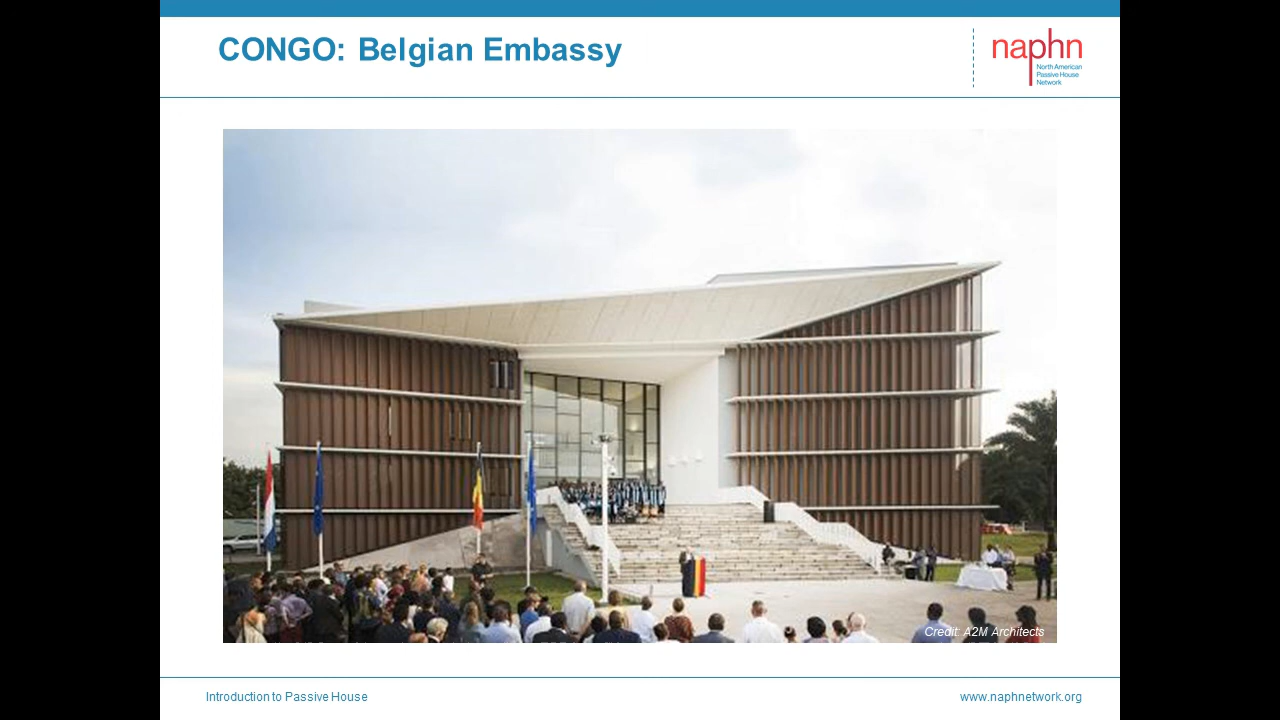 CONGO: Belgian Embassy
naphn
North American
Passive House
Network
Credit: A2M Architects
Introduction to Passive House
www.naphnetwork.org